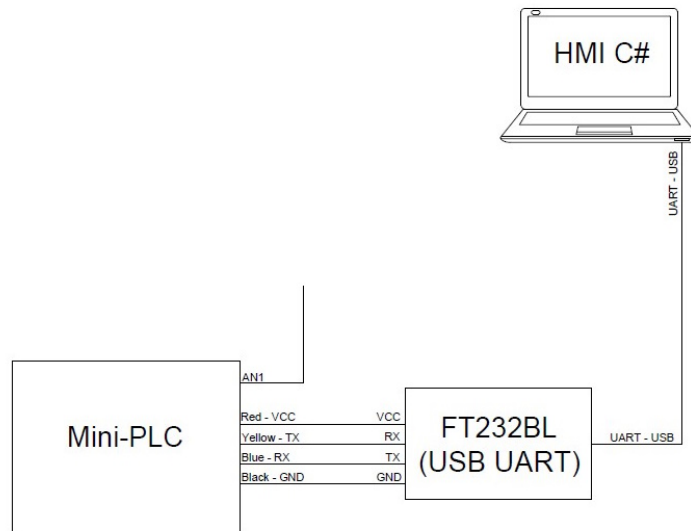 HMI C#
UART - USB
AN1
Mini-PLC
Red - VCC
Yellow - TX
Blue - RX
Black - GND
VCC
RX
TX
GND
FT232BL
(USB UART)
UART - USB